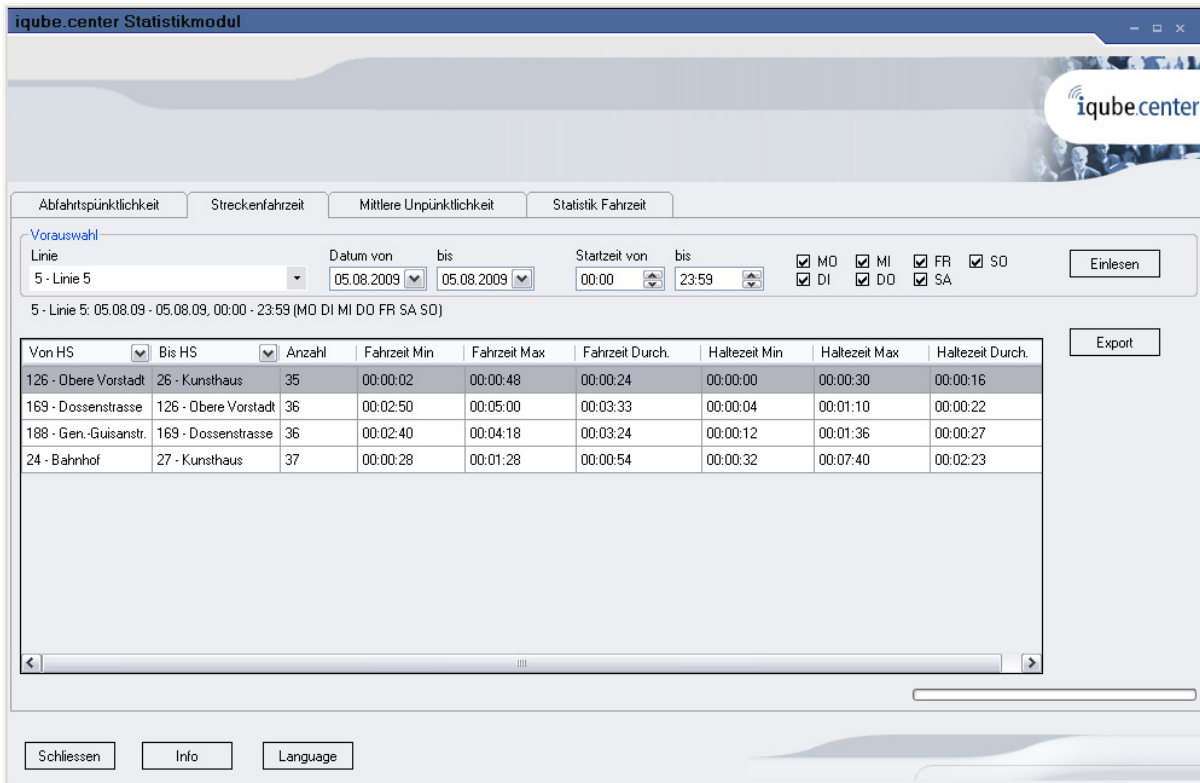 iqube.center Statistikmodul
iqube.center
Abfahrtspünktlichkeit Streckenfahrzeit Mittlere Unpünktlichkeit Statistik Fahrzeit
Vorauswahl
Linie Datum von bis Startzeit von bis
MO MI FR SO
5 - Linie 5 05.08.2009 05.08.2009 00:00 23:59 Einlesen
DI DO SA
5 - Linie 5: 05.08.09 - 05.08.09, 00:00 - 23:59 (MO DI MI DO FR SA SO)
Export
Von HS Bis HS Anzahl Fahrzeit Min Fahrzeit Max Fahrzeit Durch. Haltezeit Min Haltezeit Max Haltezeit Durch.
126 - Obere Vorstadt 26 - Kunsthaus 35 00:00:02 00:00:48 00:00:24 00:00:00 00:00:30 00:00:16
169 - Dossenstrasse 126 - Obere Vorstadt 36 00:02:50 00:05:00 00:03:33 00:00:04 00:01:10 00:00:22
188 - Gen.-Guisanstr. 169 - Dossenstrasse 36 00:02:40 00:04:18 00:03:24 00:00:12 00:01:36 00:00:27
24 - Bahnhof 27 - Kunsthaus 37 00:00:28 00:01:28 00:00:54 00:00:32 00:07:40 00:02:23
Schliessen Info Language